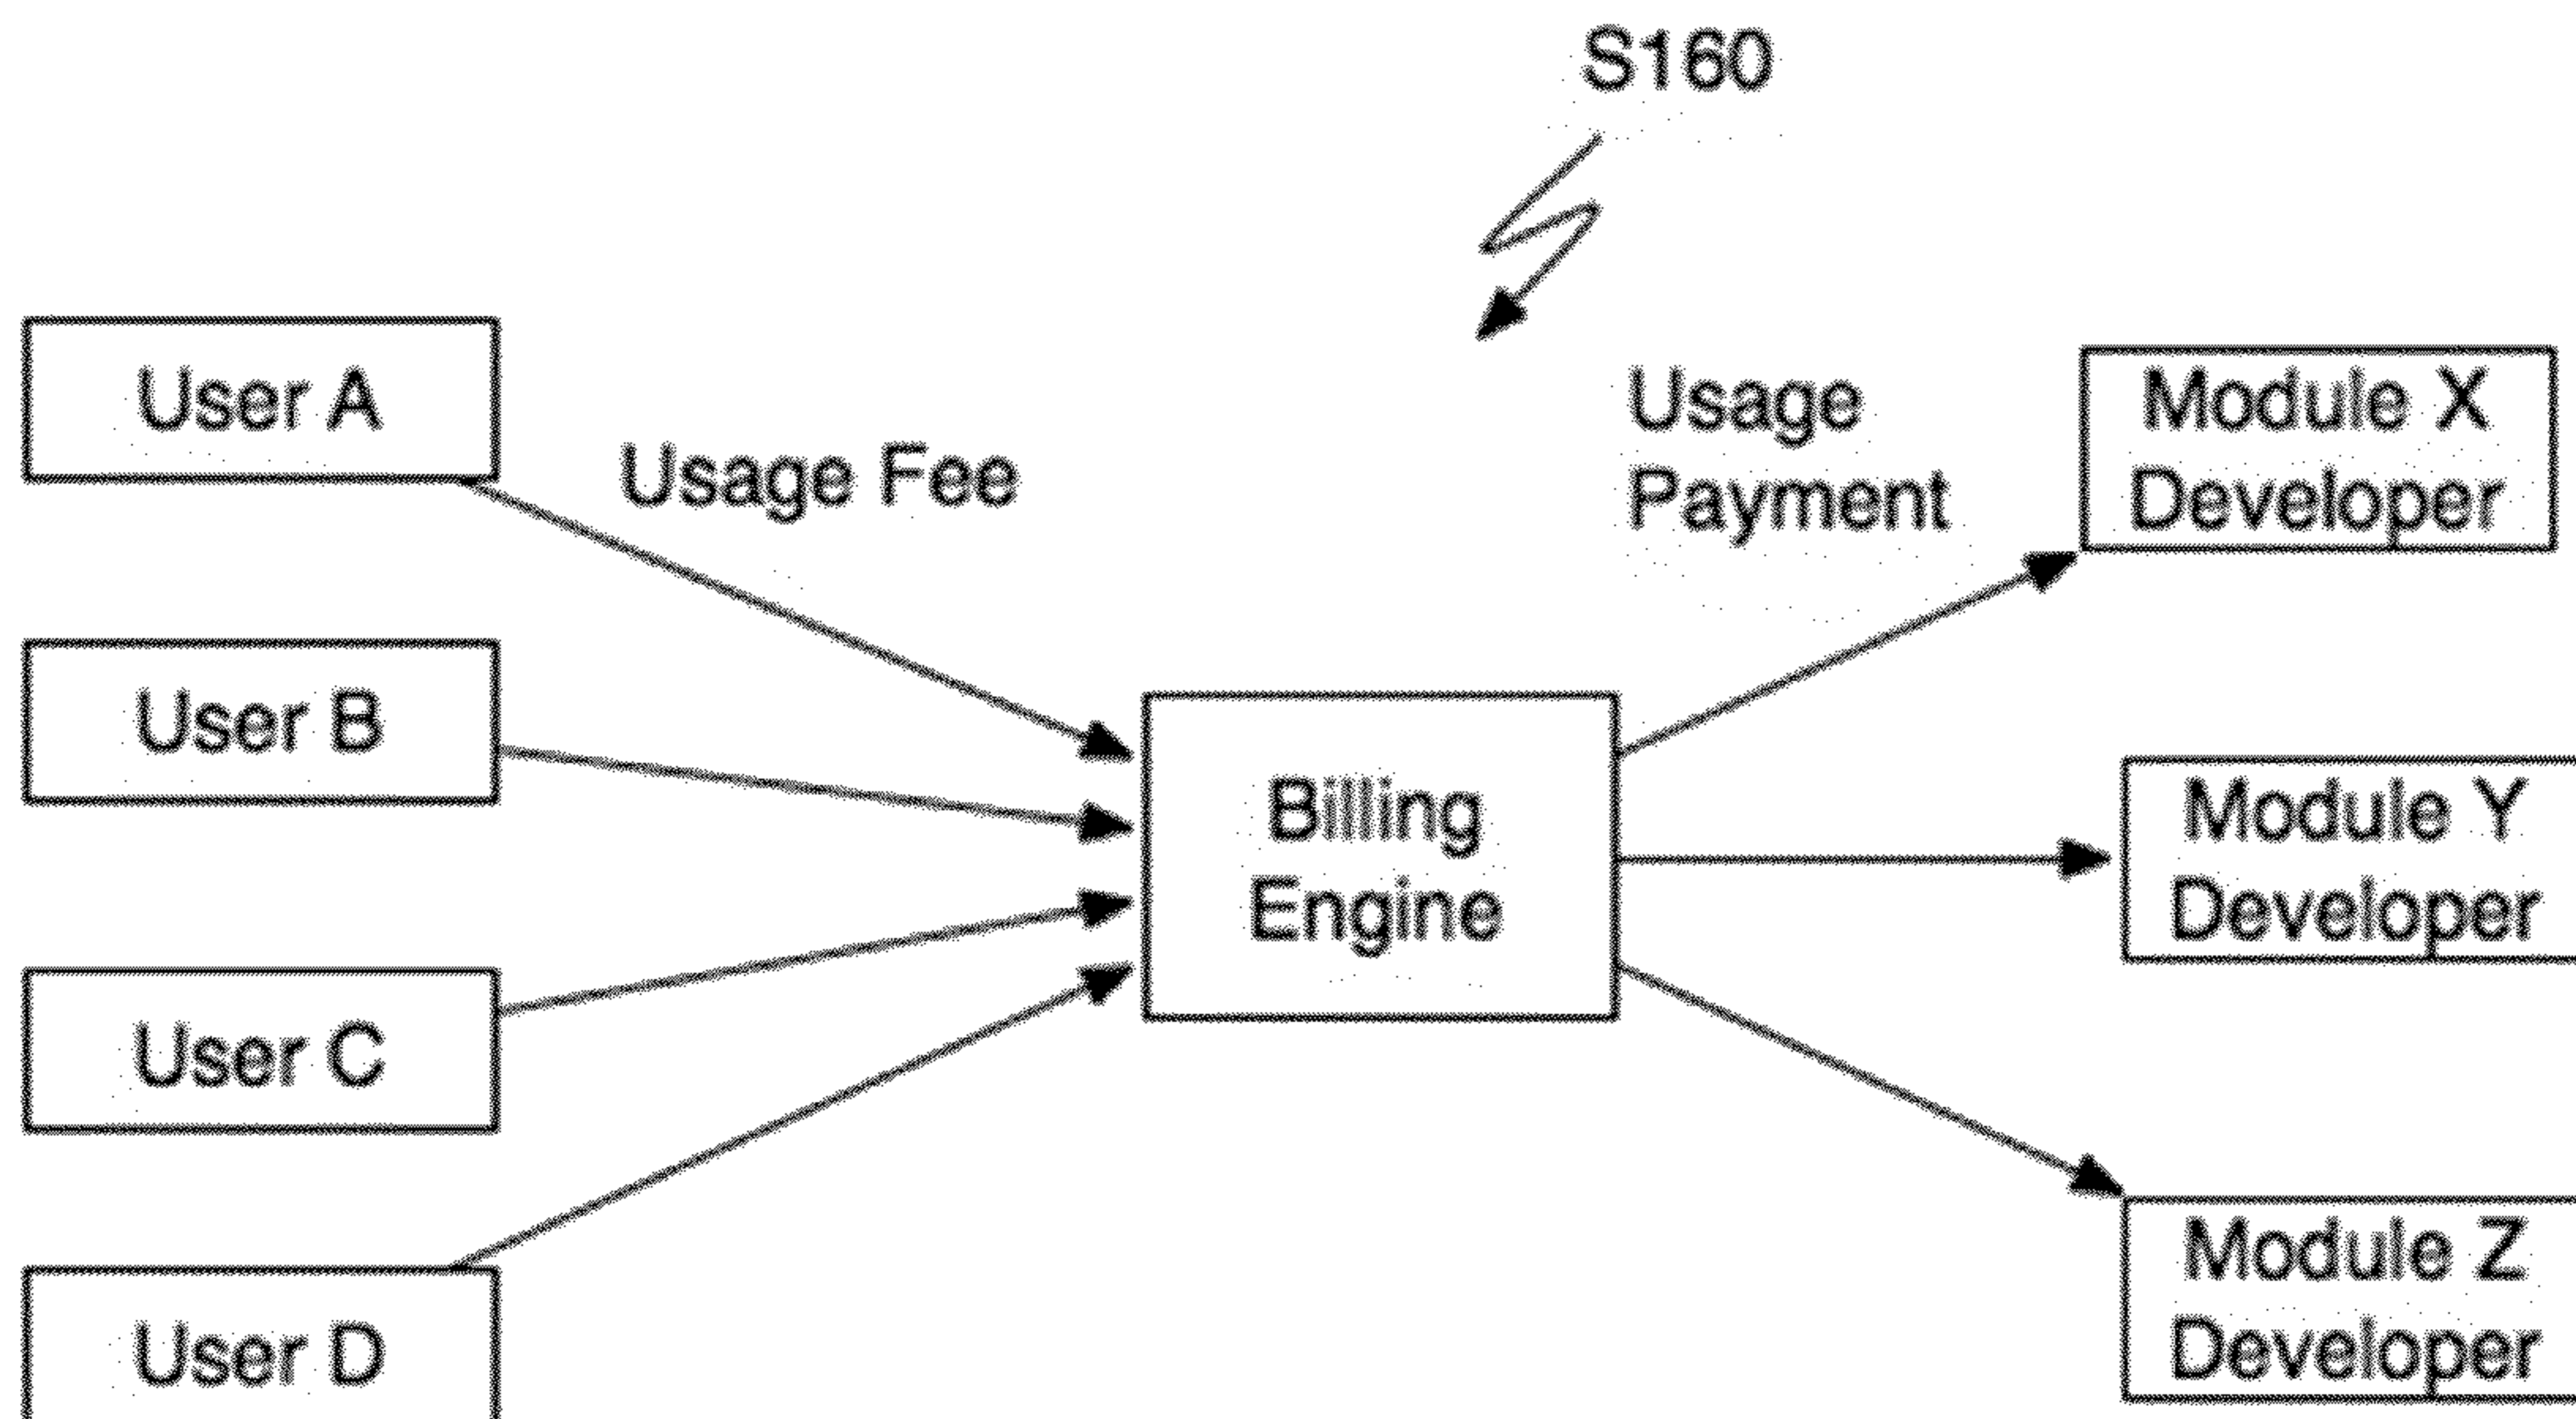 S160
User A
Usage Fee
Usage
Payment
Module X
Developer
User B
Billing
Engine
Module Y
Developer
User C
User D
Module Z
Developer